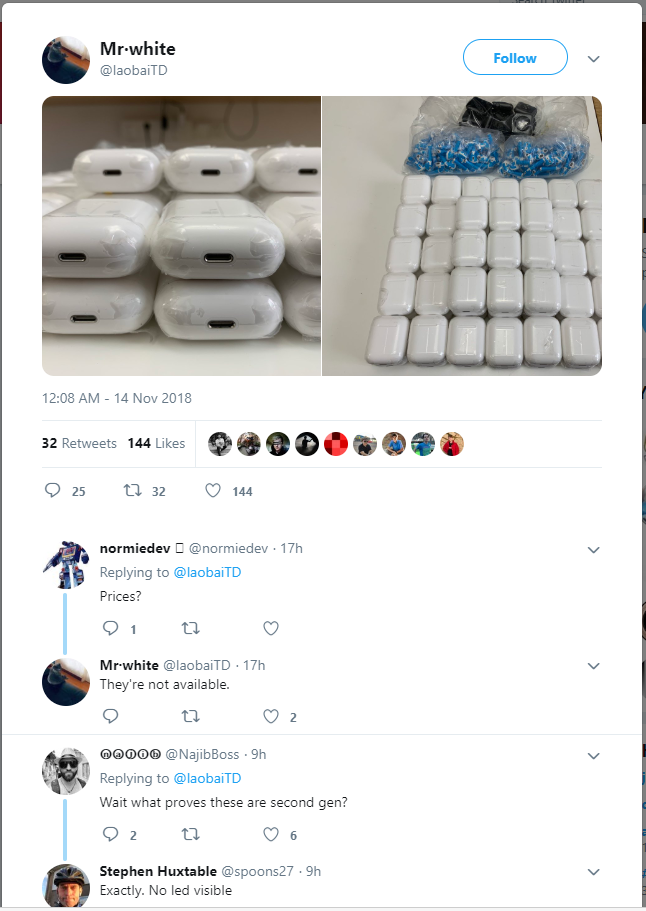 Mr·white
@laobaiTD
Follow
12:08 AM - 14 Nov 2018
32 Retweets 144 Likes
25 32 144
normiedev @normiedev · 17h
Replying to @laobaiTD
Prices?
1
Mr·white @laobaiTD · 17h
They're not available.
2
ⓝⓐⓙⓘⓑ @NajibBoss · 9h
Replying to @laobaiTD
Wait what proves these are second gen?
2 6
Stephen Huxtable @spoons27 · 9h
Exactly. No led visible